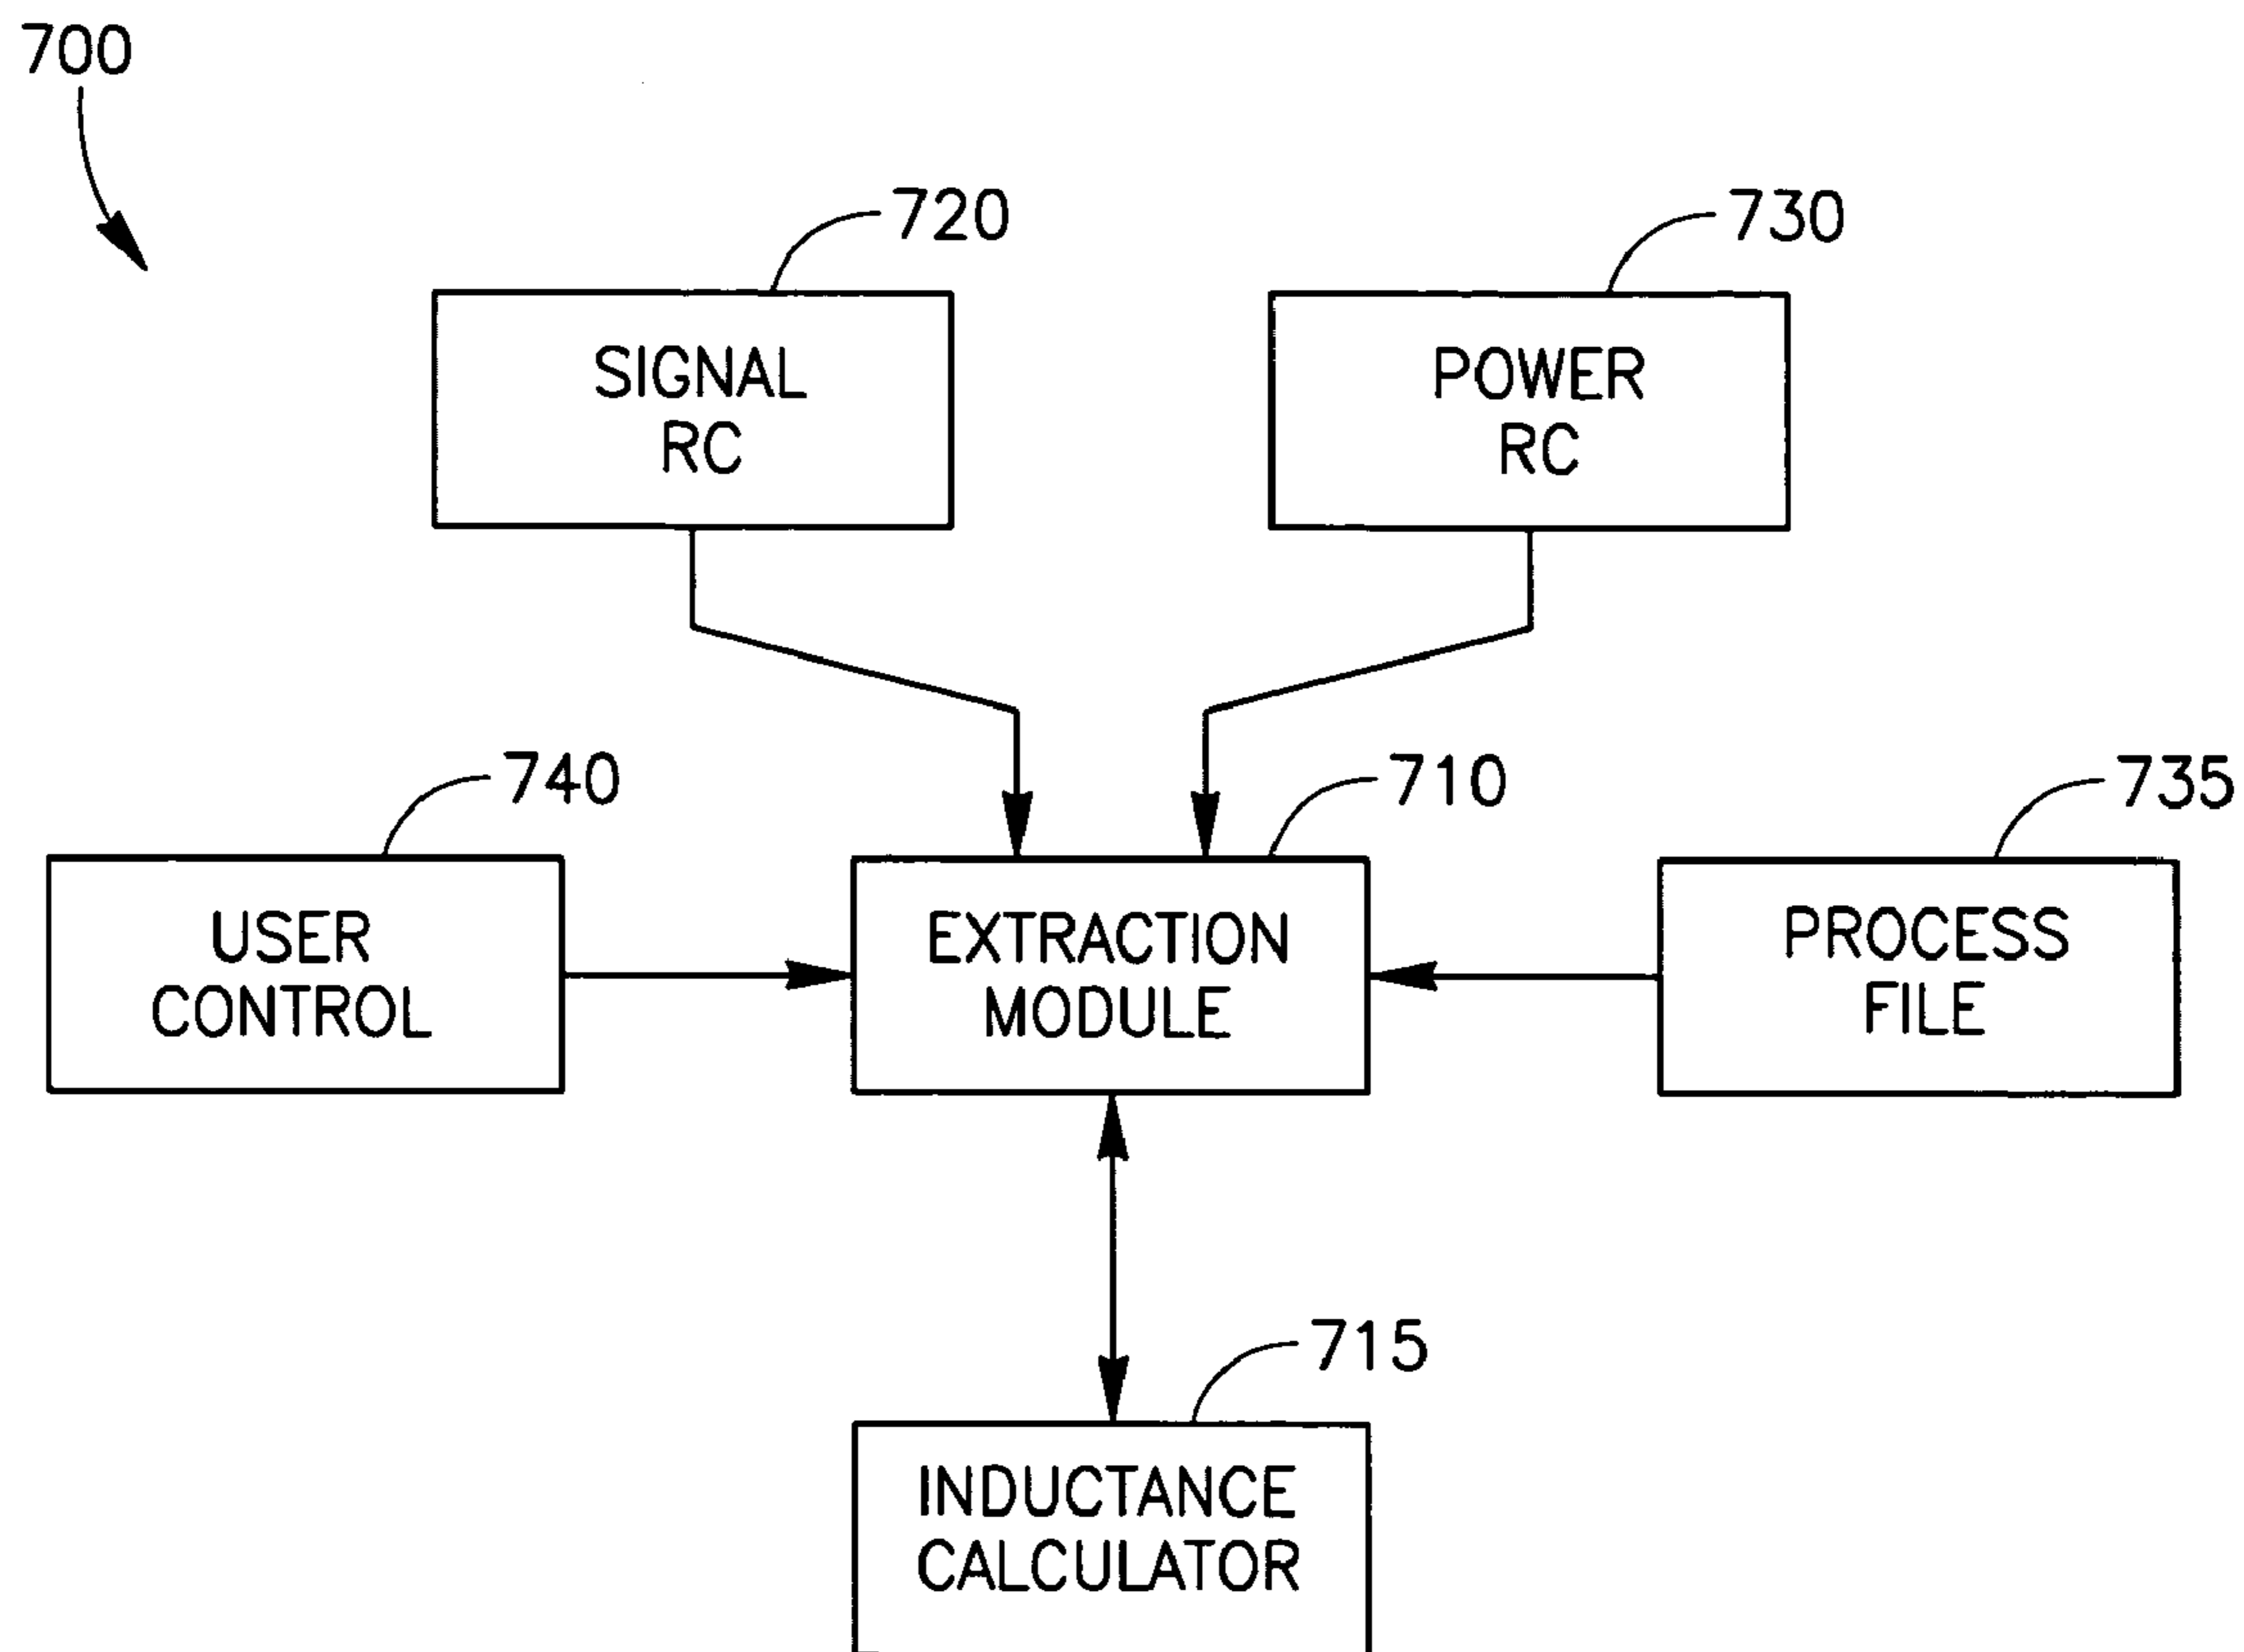 700
720
730
SIGNAL
RC
POWER
RC
740
710
735
USER
CONTROL
EXTRACTION
MODULE
PROCESS
FILE
715
INDUCTANCE
CALCULATOR